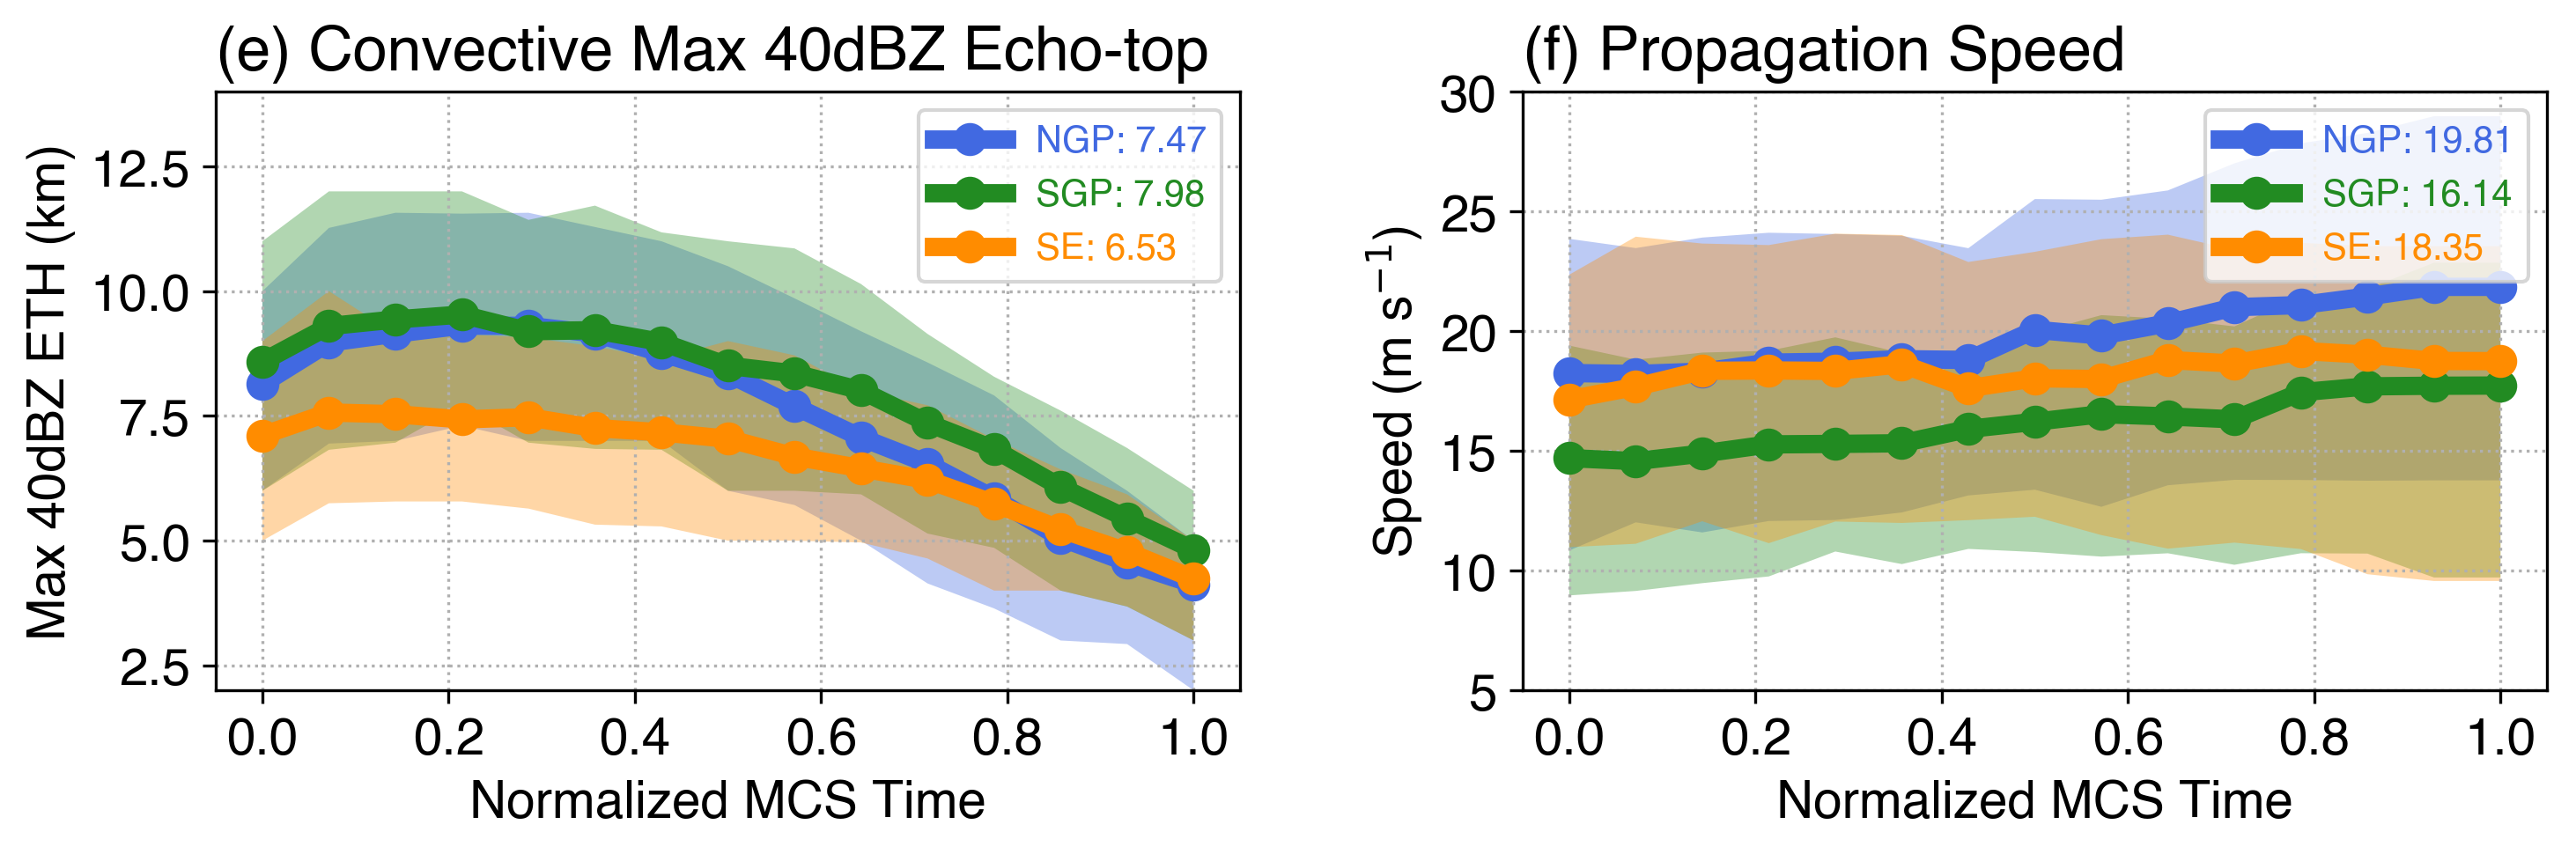 (e) Convective Max 40dBZ Echo-top
Max 40dBZ ETH (km)
12.5
10.0
7.5
5.0
2.5
NGP: 7.47
SGP: 7.98
SE: 6.53
0.0 0.2 0.4 0.6 0.8 1.0
Normalized MCS Time
(f) Propagation Speed
Speed (m s⁻¹)
30
25
20
15
10
5
NGP: 19.81
SGP: 16.14
SE: 18.35
0.0 0.2 0.4 0.6 0.8 1.0
Normalized MCS Time